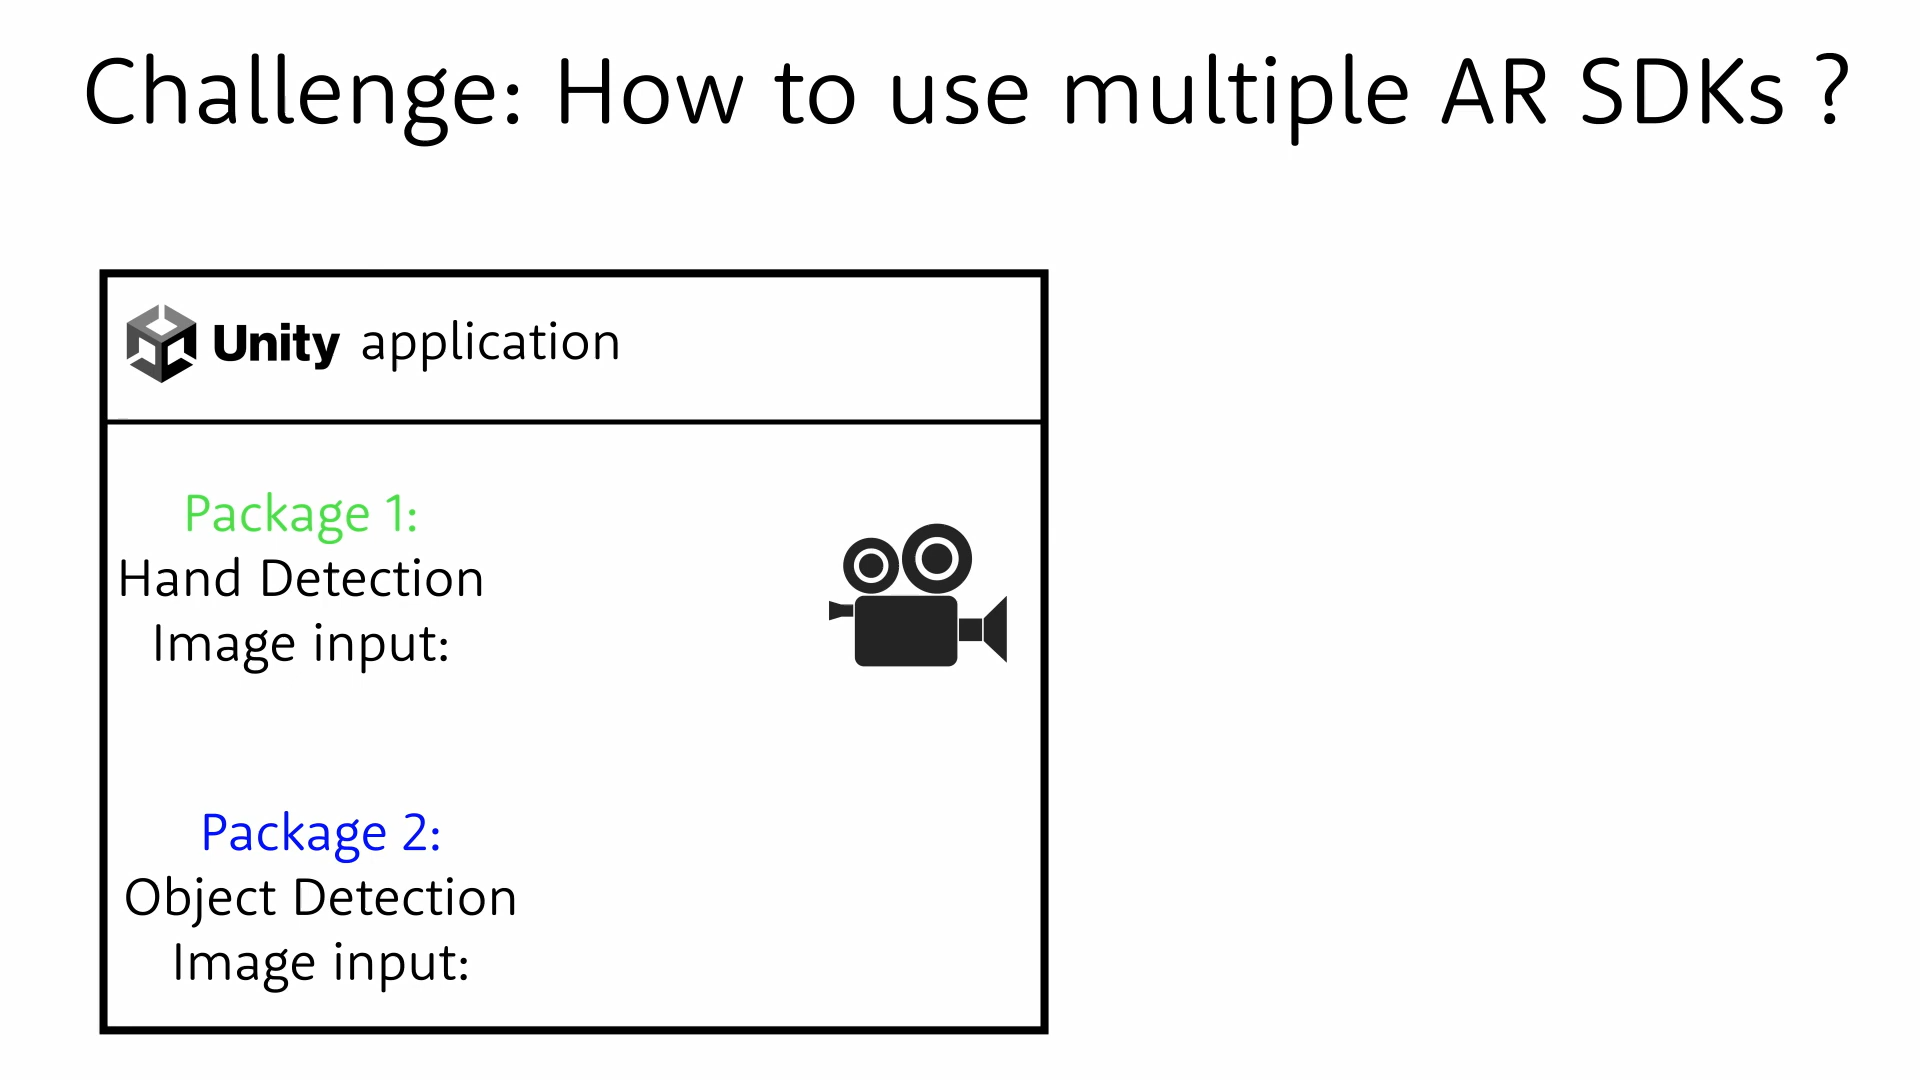 Challenge: How to use multiple AR SDKs ?
Unity application
Package 1:
Hand Detection
Image input:
Package 2:
Object Detection
Image input: